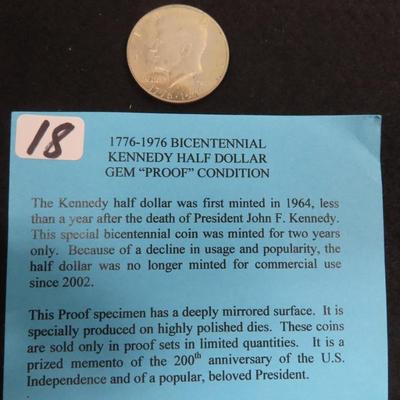 18
1776-1976 BICENTENNIAL
KENNEDY HALF DOLLAR
GEM “PROOF” CONDITION
The Kennedy half dollar was first minted in 1964, less
than a year after the death of President John F. Kennedy.
This special bicentennial coin was minted for two years
only. Because of a decline in usage and popularity, the
half dollar was no longer minted for commercial use
since 2002.
This Proof specimen has a deeply mirrored surface. It is
specially produced on highly polished dies. These coins
are sold only in proof sets in limited quantities. It is a
prized memento of the 200th anniversary of the U.S.
Independence and of a popular, beloved President.